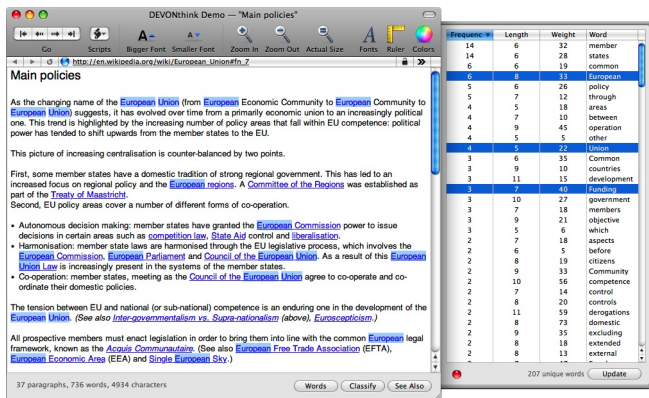 DEVONthink Demo — "Main policies"
Go
Scripts
Bigger Font Smaller Font
Zoom In Zoom Out Actual Size
Fonts Ruler Colors
http://en.wikipedia.org/wiki/European_Union#fn_7
Main policies
As the changing name of the European Union (from European Economic Community to European Community to
European Union) suggests, it has evolved over time from a primarily economic union to an increasingly political
one. This trend is highlighted by the increasing number of policy areas that fall within EU competence: political
power has tended to shift upwards from the member states to the EU.
This picture of increasing centralisation is counter-balanced by two points.
First, some member states have a domestic tradition of strong regional government. This has led to an
increased focus on regional policy and the European regions. A Committee of the Regions was established as
part of the Treaty of Maastricht.
Second, EU policy areas cover a number of different forms of co-operation.
• Autonomous decision making: member states have granted the European Commission power to issue
decisions in certain areas such as competition law, State Aid control and liberalisation.
• Harmonisation: member state laws are harmonised through the EU legislative process, which involves the
European Commission, European Parliament and Council of the European Union. As a result of this European
Union Law is increasingly present in the systems of the member states.
• Co-operation: member states, meeting as the Council of the European Union agree to co-operate and co-
ordinate their domestic policies.
The tension between EU and national (or sub-national) competence is an enduring one in the development of the
European Union. (See also Inter-governmentalism vs. Supra-nationalism (above), Euroscepticism.)
All prospective members must enact legislation in order to bring them into line with the common European legal
framework, known as the Acquis Communautaire. (See also European Free Trade Association (EFTA),
European Economic Area (EEA) and Single European Sky.)
37 paragraphs, 736 words, 4934 characters
Words
Classify
See Also
Frequenc Length Weight Word
14 6 32 member
14 6 28 states
6 6 19 common
6 8 33 European
5 6 26 policy
5 7 12 through
4 5 18 areas
4 7 10 between
4 9 45 operation
4 5 5 other
4 5 22 Union
3 6 35 Common
3 9 10 countries
3 11 15 development
3 7 40 Funding
3 10 27 government
3 7 18 members
3 9 21 objective
3 5 6 which
2 7 18 aspects
2 6 5 before
2 8 19 citizens
2 9 33 Community
2 10 56 competence
2 7 14 control
2 8 20 controls
2 11 59 derogations
2 8 73 domestic
2 9 35 excluding
2 8 18 extended
2 8 13 external
207 unique words
Update